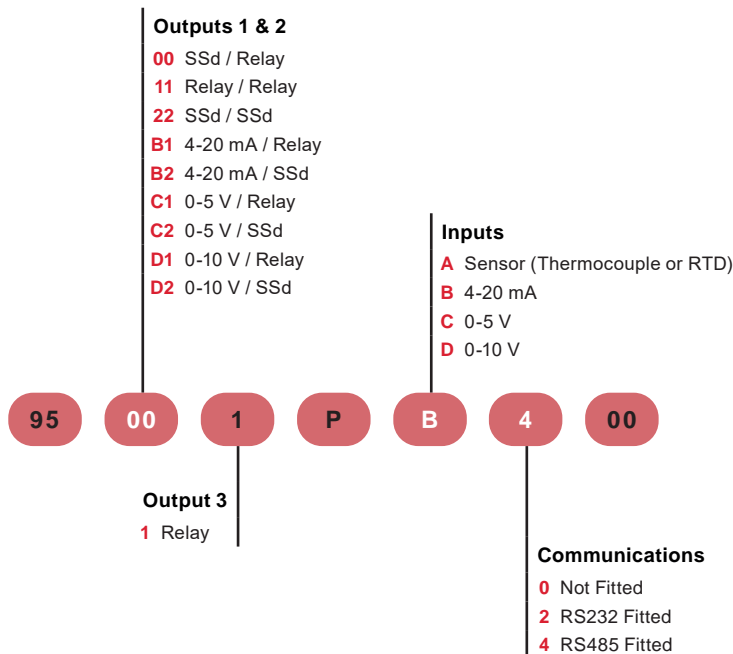 Outputs 1 & 2
00 SSd / Relay
11 Relay / Relay
22 SSd / SSd
B1 4-20 mA / Relay
B2 4-20 mA / SSd
C1 0-5 V / Relay
C2 0-5 V / SSd
D1 0-10 V / Relay
D2 0-10 V / SSd
Inputs
A Sensor (Thermocouple or RTD)
B 4-20 mA
C 0-5 V
D 0-10 V
95 00 1 P B 4 00
Output 3
1 Relay
Communications
0 Not Fitted
2 RS232 Fitted
4 RS485 Fitted